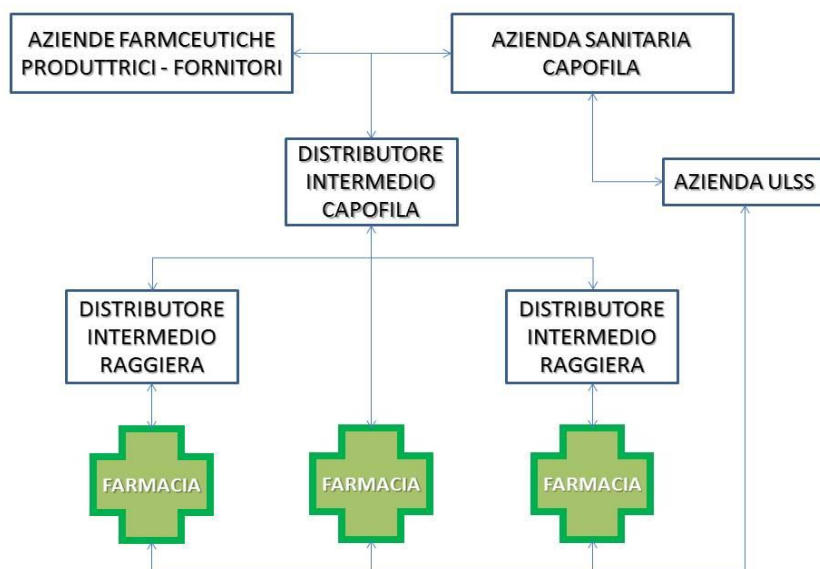 AZIENDE FARMCEUTICHE
PRODUTTRICI - FORNITORI
AZIENDA SANITARIA
CAPOFILA
DISTRIBUTORE
INTERMEDIO
CAPOFILA
AZIENDA ULSS
DISTRIBUTORE
INTERMEDIO
RAGGIERA
DISTRIBUTORE
INTERMEDIO
RAGGIERA
FARMACIA
FARMACIA
FARMACIA